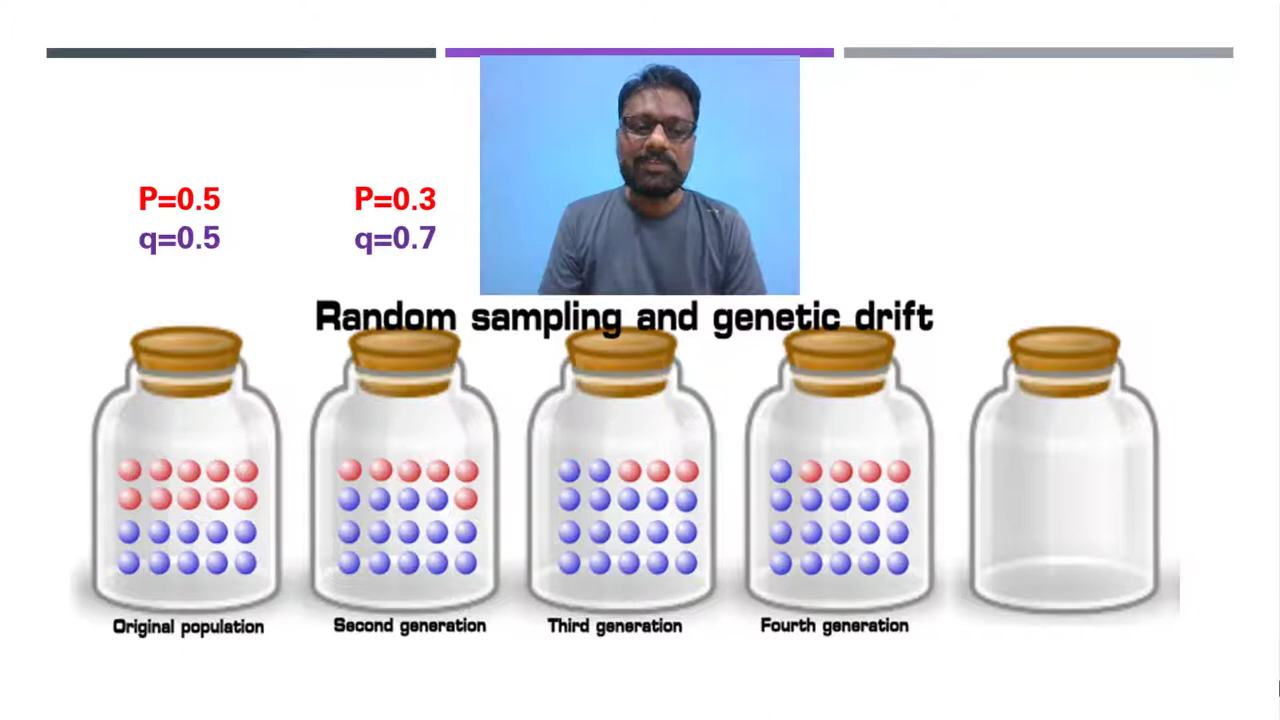 P=0.5
q=0.5
P=0.3
q=0.7
Random sampling and genetic drift
Original population
Second generation
Third generation
Fourth generation